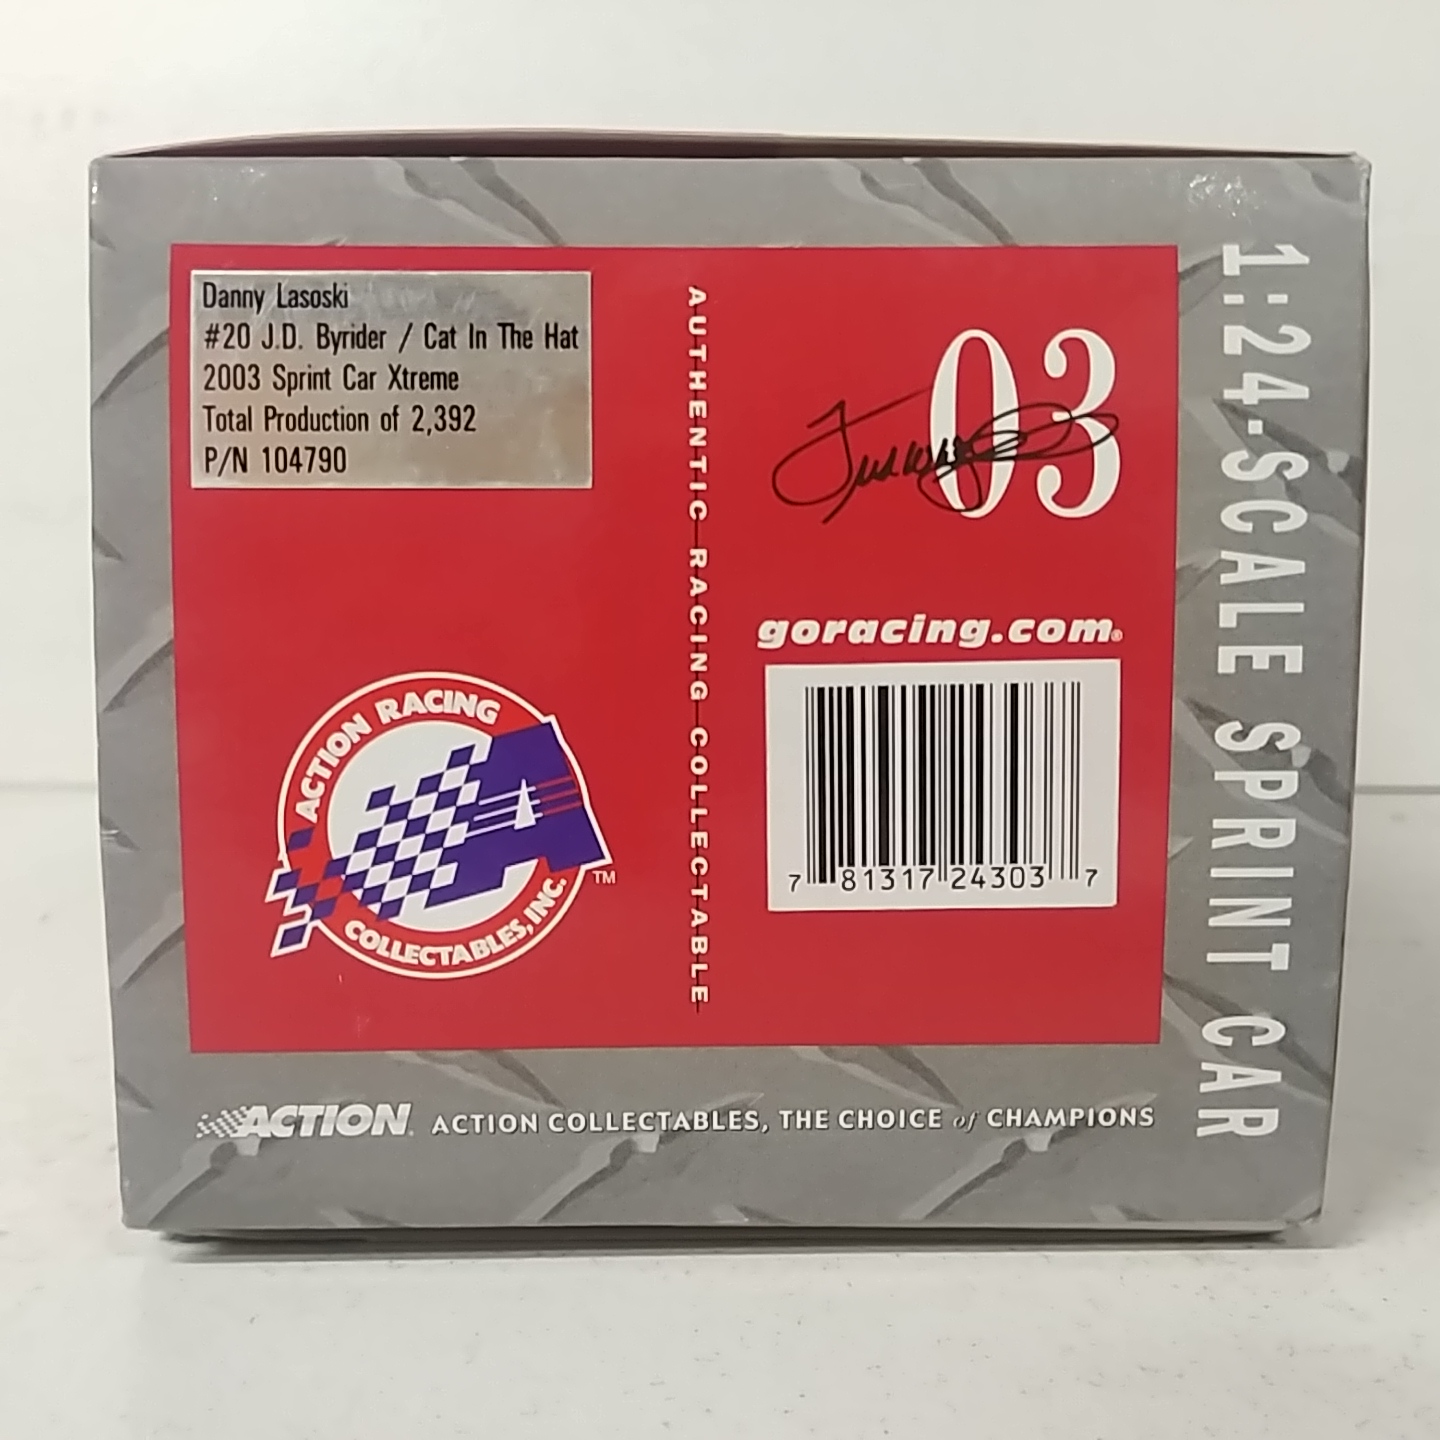 Danny Lasoski
#20 J.D. Byrider / Cat In The Hat
2003 Sprint Car Xtreme
Total Production of 2,392
P/N 104790
AUTHENTIC RACING COLLECTABLE
03
goracing.com®
7 81317 24303 7
ACTION RACING
COLLECTABLES, INC.
A
TM
1:24-SCALE SPRINT CAR
ACTION
ACTION COLLECTABLES, THE CHOICE of CHAMPIONS